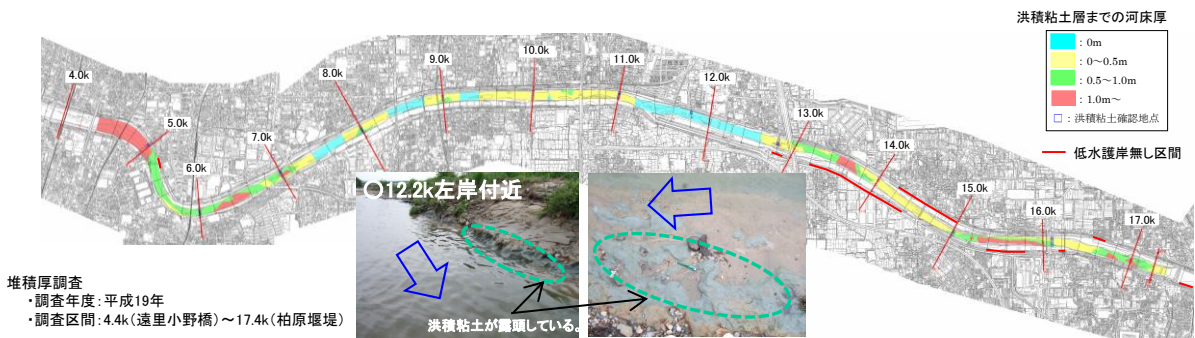 洪積粘土層までの河床厚
: 0m
: 0~0.5m
: 0.5~1.0m
: 1.0m~
: 洪積粘土確認地点
低水護岸無し区間
4.0k
5.0k
6.0k
7.0k
8.0k
9.0k
10.0k
11.0k
12.0k
13.0k
14.0k
15.0k
16.0k
17.0k
○12.2k左岸付近
洪積粘土が露頭している。
堆積厚調査
・調査年度:平成19年
・調査区間:4.4k(遠里小野橋)~17.4k(柏原堰堤)